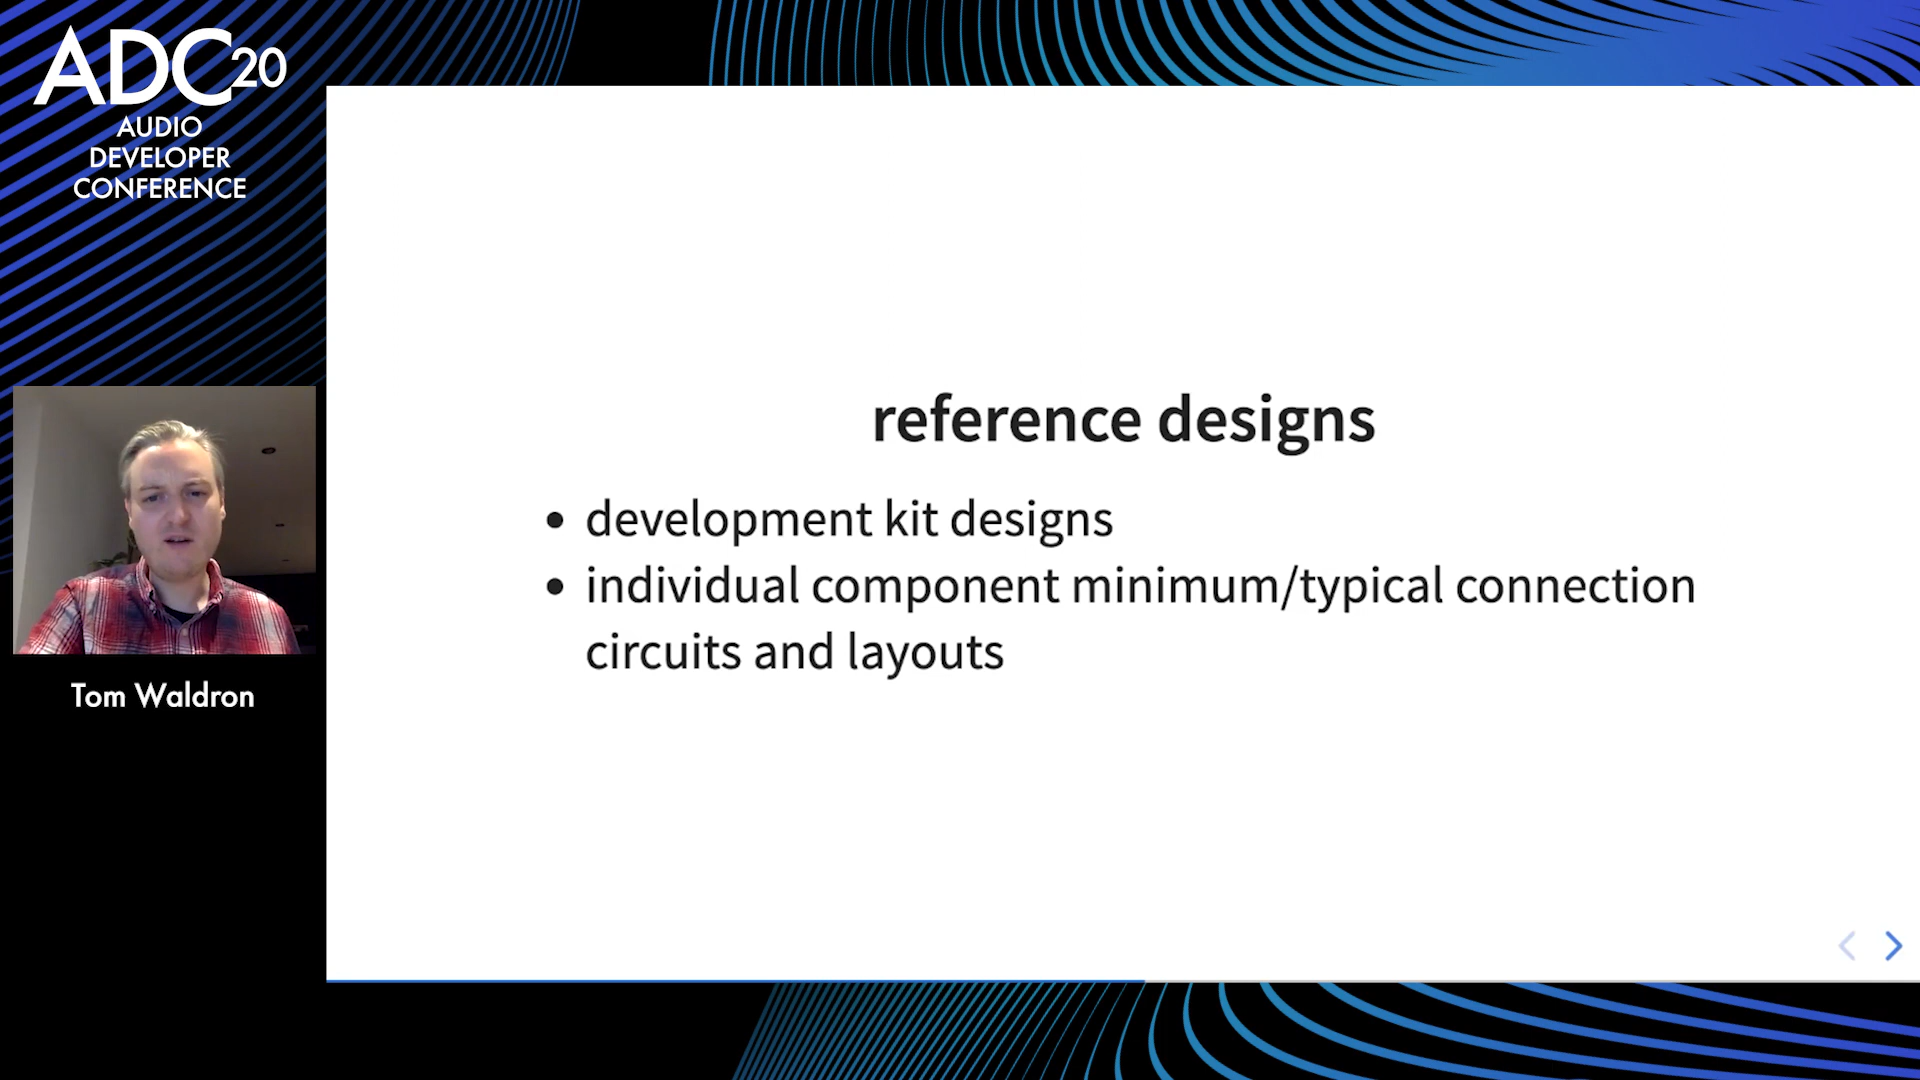 ADC20
AUDIO
DEVELOPER
CONFERENCE
Tom Waldron
reference designs
• development kit designs
• individual component minimum/typical connection
circuits and layouts